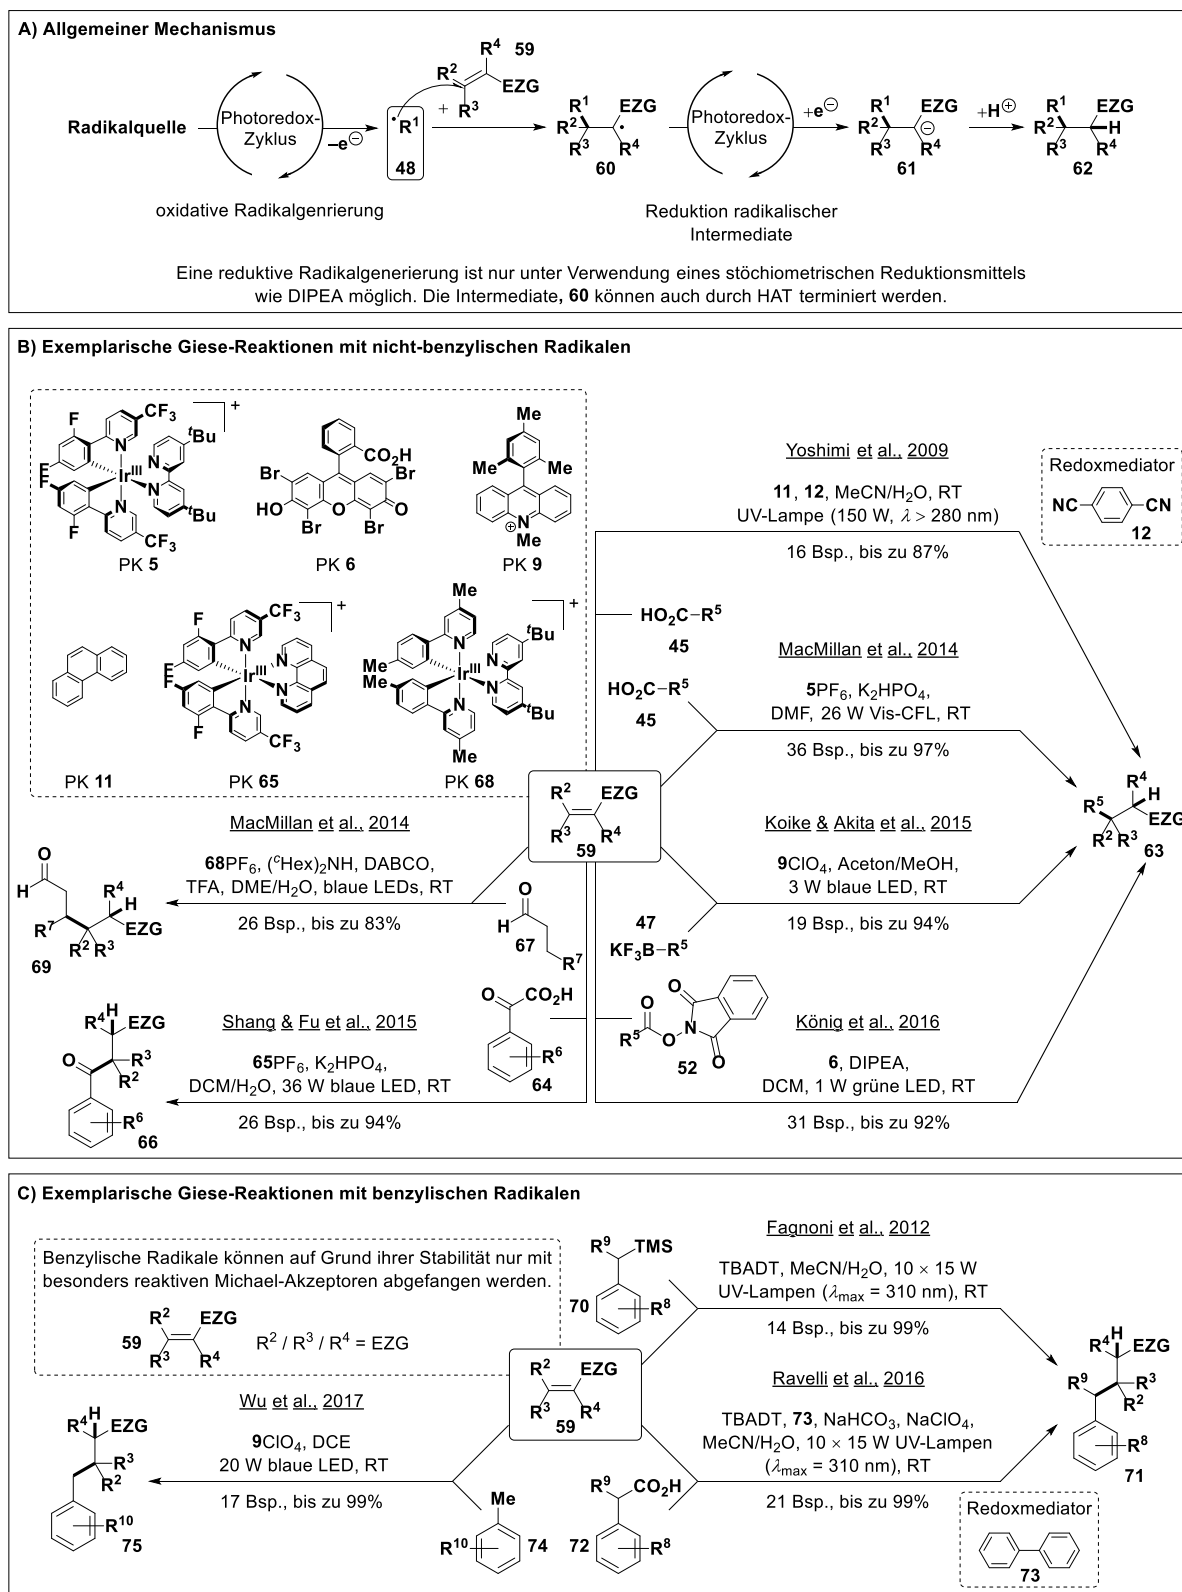 A) Allgemeiner Mechanismus
Radikalquelle
Photoredox-
Zyklus
–e⊖
•R1
48
+
R2
R4
59
EZG
R3
R1
EZG
R2
R3
R4
60
Photoredox-
Zyklus
+e⊖
R1
EZG
R2
⊖
R3
R4
61
+H⊕
R1
EZG
R2
H
R3
R4
62
oxidative Radikalgenrierung
Reduktion radikalischer
Intermediate
Eine reduktive Radikalgenerierung ist nur unter Verwendung eines stöchiometrischen Reduktionsmittels
wie DIPEA möglich. Die Intermediate, 60 können auch durch HAT terminiert werden.
B) Exemplarische Giese-Reaktionen mit nicht-benzylischen Radikalen
CF3
+
F
N
tBu
N
F
IrIII
F
N
N
tBu
F
CF3
PK 5
CO2H
Br
Br
HO
O
O
Br
Br
PK 6
Me
Me
Me
N
⊕
Me
PK 9
PK 11
CF3
+
F
N
N
F
IrIII
F
N
N
F
CF3
PK 65
Me
+
tBu
N
N
Me
IrIII
Me
N
N
tBu
Me
PK 68
Yoshimi et al., 2009
11, 12, MeCN/H2O, RT
UV-Lampe (150 W, λ > 280 nm)
16 Bsp., bis zu 87%
Redoxmediator
NC
CN
12
HO2C–R5
45
MacMillan et al., 2014
5PF6, K2HPO4,
DMF, 26 W Vis-CFL, RT
36 Bsp., bis zu 97%
HO2C–R5
45
R2
EZG
R3
R4
59
R4
H
R5
EZG
R2
R3
63
MacMillan et al., 2014
68PF6, (cHex)2NH, DABCO,
TFA, DME/H2O, blaue LEDs, RT
26 Bsp., bis zu 83%
O
H
R4
H
R7
EZG
R2
R3
69
O
H
67
R7
Koike & Akita et al., 2015
9ClO4, Aceton/MeOH,
3 W blaue LED, RT
19 Bsp., bis zu 94%
47
KF3B–R5
H
R4
EZG
O
R3
R2
R6
66
Shang & Fu et al., 2015
65PF6, K2HPO4,
DCM/H2O, 36 W blaue LED, RT
26 Bsp., bis zu 94%
O
CO2H
R6
64
O
O
N
R5
O
O
52
König et al., 2016
6, DIPEA,
DCM, 1 W grüne LED, RT
31 Bsp., bis zu 92%
C) Exemplarische Giese-Reaktionen mit benzylischen Radikalen
Benzylische Radikale können auf Grund ihrer Stabilität nur mit
besonders reaktiven Michael-Akzeptoren abgefangen werden.
R2
EZG
59
R3
R4
R2 / R3 / R4 = EZG
R9
TMS
70
R8
Fagnoni et al., 2012
TBADT, MeCN/H2O, 10 × 15 W
UV-Lampen (λmax = 310 nm), RT
14 Bsp., bis zu 99%
R2
EZG
R3
R4
59
H
R4
EZG
R9
R3
R2
R8
71
Wu et al., 2017
9ClO4, DCE
20 W blaue LED, RT
17 Bsp., bis zu 99%
H
R4
EZG
R3
R2
R10
75
Me
R10
74
Ravelli et al., 2016
TBADT, 73, NaHCO3, NaClO4,
MeCN/H2O, 10 × 15 W UV-Lampen
(λmax = 310 nm), RT
21 Bsp., bis zu 99%
R9
CO2H
72
R8
Redoxmediator
73